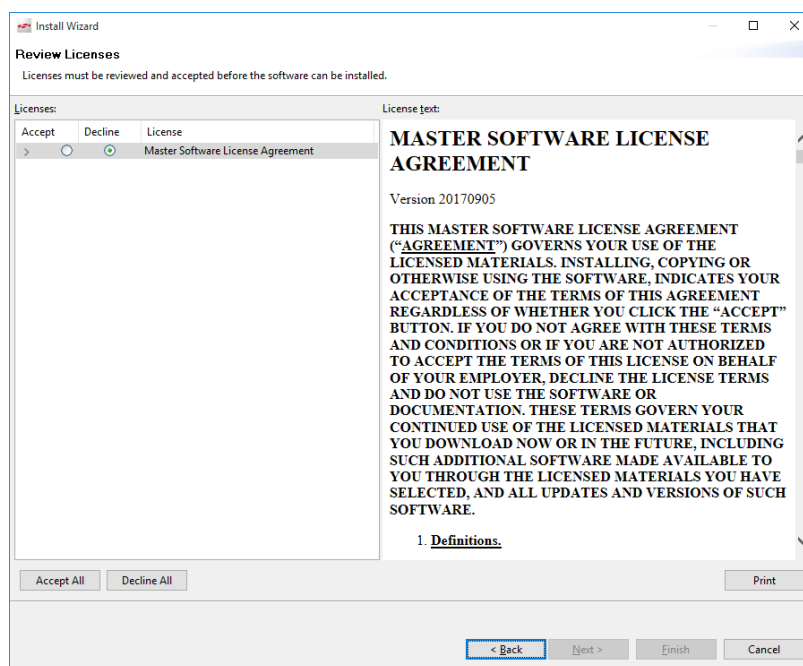 Install Wizard
Review Licenses
Licenses must be reviewed and accepted before the software can be installed.
Licenses:
Accept Decline License
Master Software License Agreement
License text:
MASTER SOFTWARE LICENSE
AGREEMENT
Version 20170905
THIS MASTER SOFTWARE LICENSE AGREEMENT
(“AGREEMENT”) GOVERNS YOUR USE OF THE
LICENSED MATERIALS. INSTALLING, COPYING OR
OTHERWISE USING THE SOFTWARE, INDICATES YOUR
ACCEPTANCE OF THE TERMS OF THIS AGREEMENT
REGARDLESS OF WHETHER YOU CLICK THE “ACCEPT”
BUTTON. IF YOU DO NOT AGREE WITH THESE TERMS
AND CONDITIONS OR IF YOU ARE NOT AUTHORIZED
TO ACCEPT THE TERMS OF THIS LICENSE ON BEHALF
OF YOUR EMPLOYER, DECLINE THE LICENSE TERMS
AND DO NOT USE THE SOFTWARE OR
DOCUMENTATION. THESE TERMS GOVERN YOUR
CONTINUED USE OF THE LICENSED MATERIALS THAT
YOU DOWNLOAD NOW OR IN THE FUTURE, INCLUDING
SUCH ADDITIONAL SOFTWARE MADE AVAILABLE TO
YOU THROUGH THE LICENSED MATERIALS YOU HAVE
SELECTED, AND ALL UPDATES AND VERSIONS OF SUCH
SOFTWARE.
1. Definitions.
Accept All Decline All Print
< Back Next > Finish Cancel